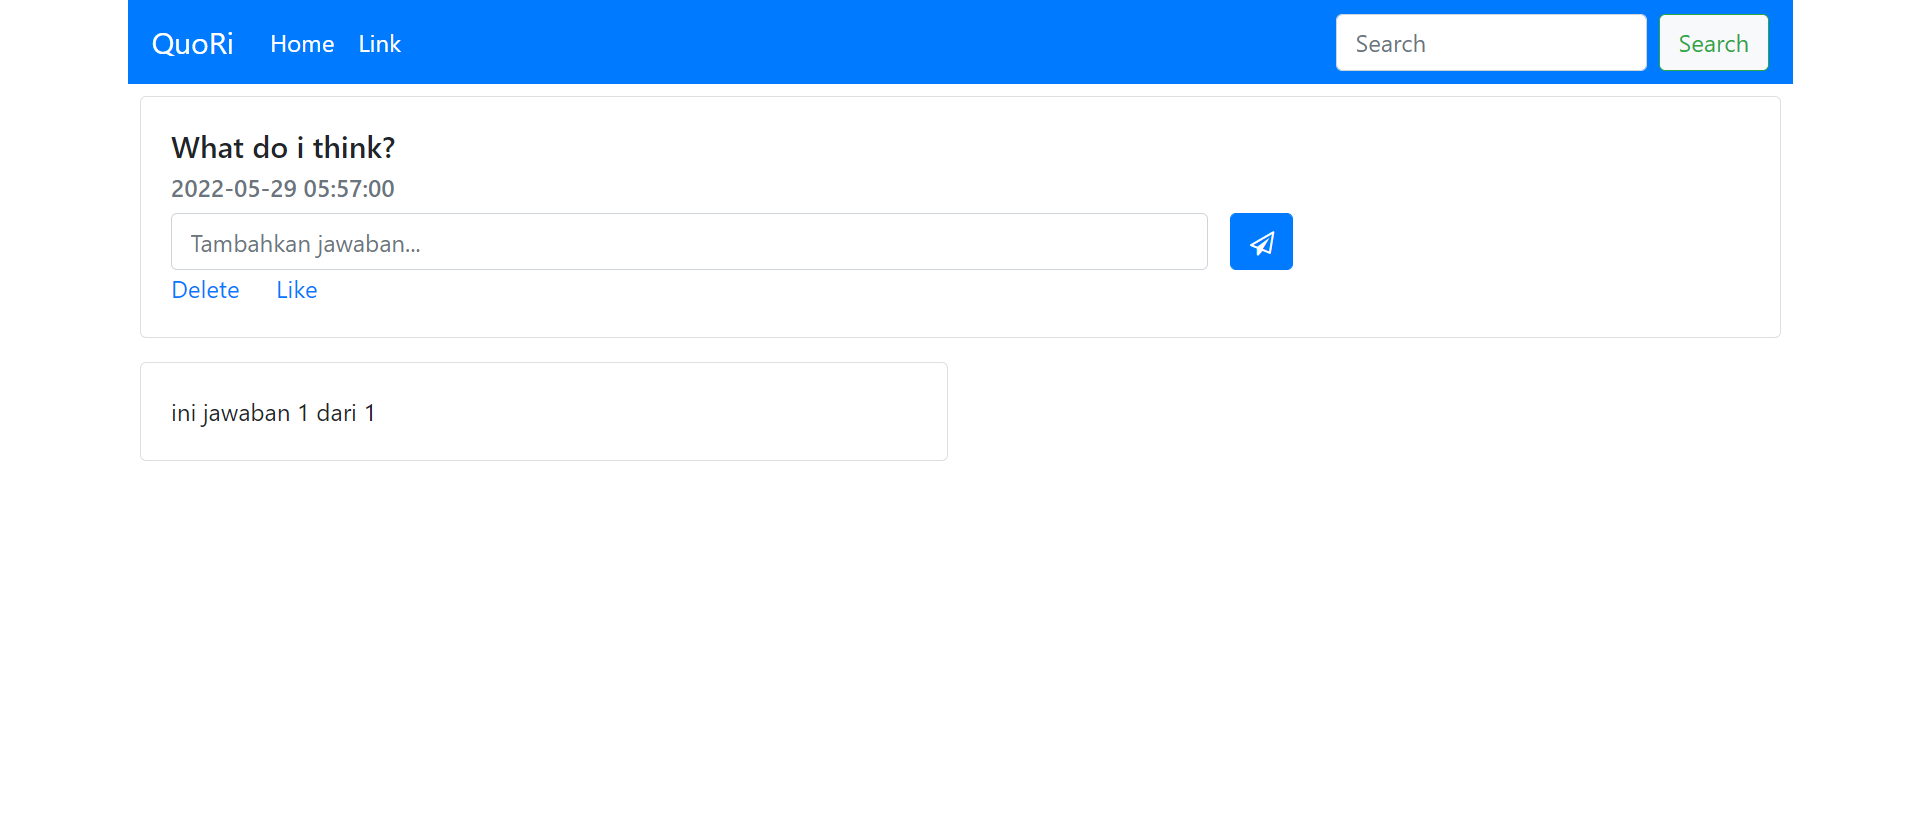 QuoRi Home Link Search Search
What do i think?
2022-05-29 05:57:00
Tambahkan jawaban...
Delete Like
ini jawaban 1 dari 1